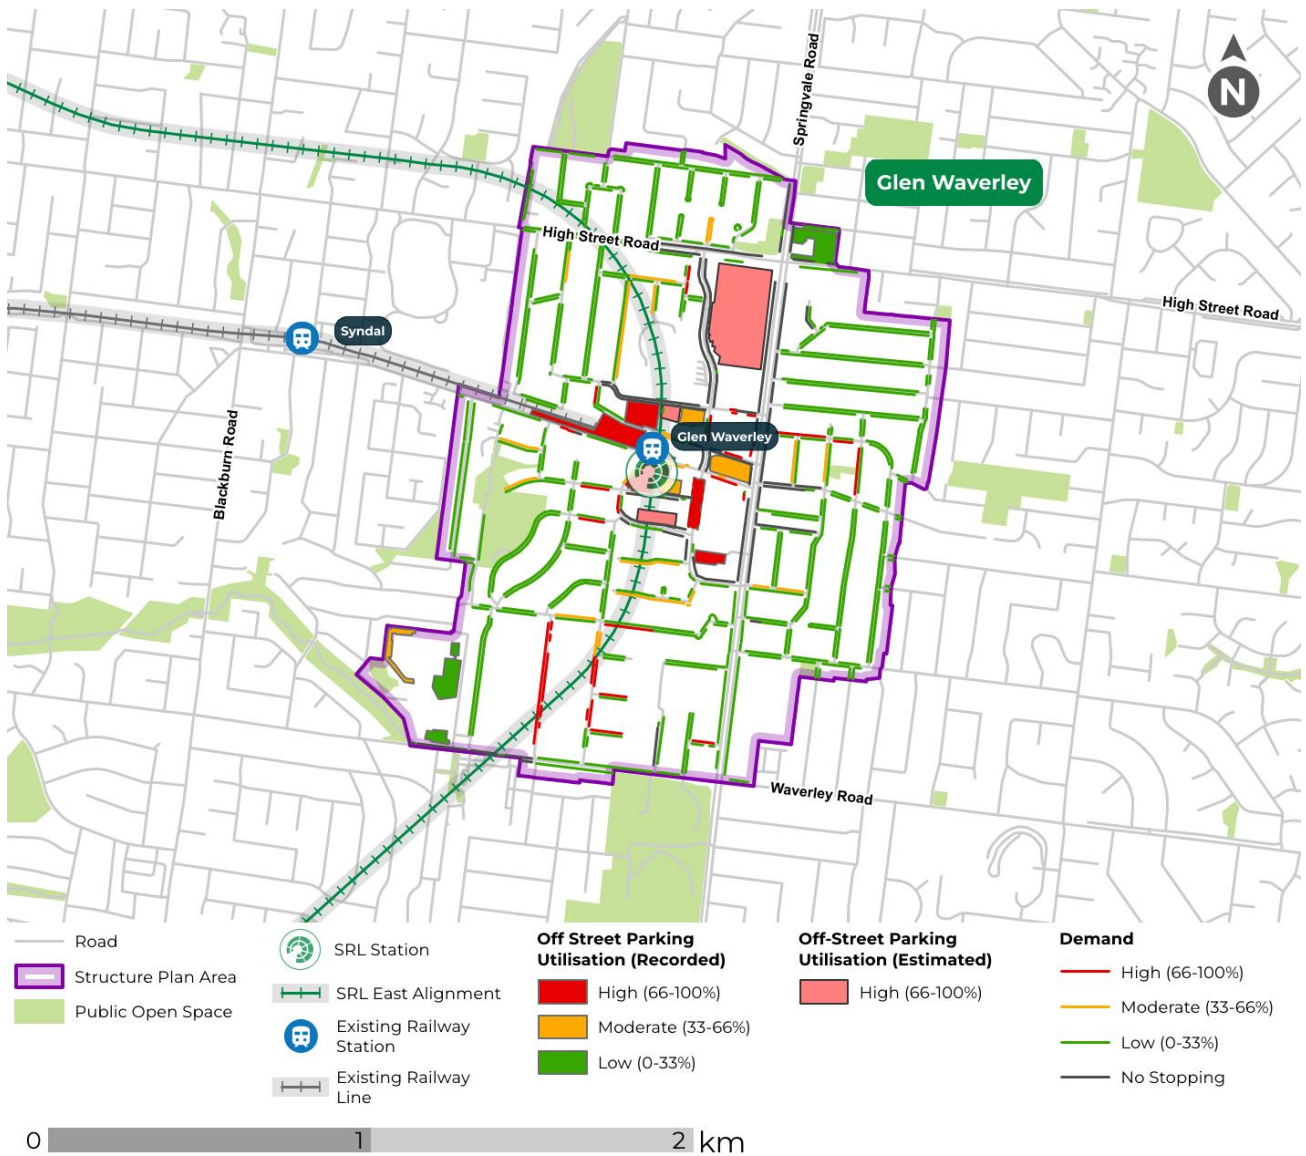 Springvale Road
N
Glen Waverley
High Street Road
High Street Road
Syndal
Blackburn Road
Glen Waverley
Waverley Road
Road
Structure Plan Area
Public Open Space
SRL Station
SRL East Alignment
Existing Railway
Station
Existing Railway
Line
Off Street Parking
Utilisation (Recorded)
High (66-100%)
Moderate (33-66%)
Low (0-33%)
Off-Street Parking
Utilisation (Estimated)
High (66-100%)
Demand
High (66-100%)
Moderate (33-66%)
Low (0-33%)
No Stopping
0 1 2 km